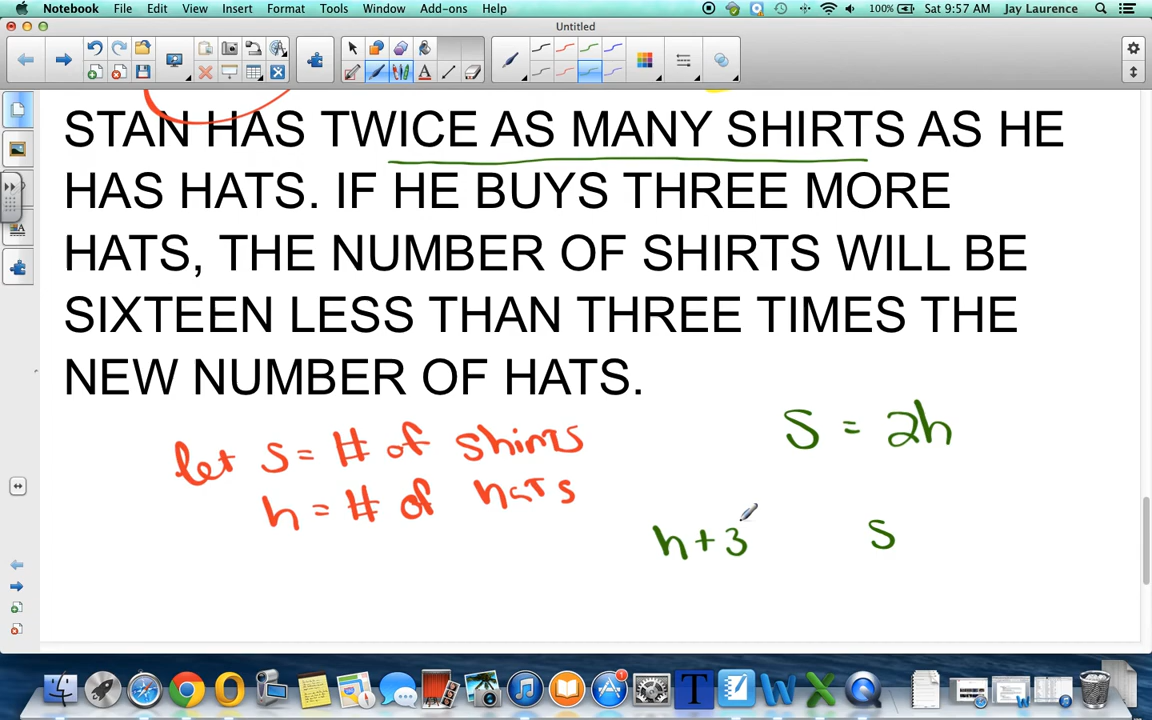 Notebook File Edit View Insert Format Tools Window Add-ons Help 100% Sat 9:57 AM Jay Laurence
Untitled
STAN HAS TWICE AS MANY SHIRTS AS HE
HAS HATS. IF HE BUYS THREE MORE
HATS, THE NUMBER OF SHIRTS WILL BE
SIXTEEN LESS THAN THREE TIMES THE
NEW NUMBER OF HATS.
let s = # of shirts
h = # of hats
S = 2h
h + 3
S